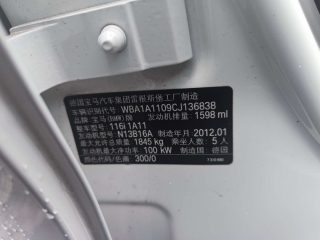 德国宝马汽车集团雷根斯堡工厂制造
车辆识别代号 WBA1A1109CJ136838
发动机排量 1598 ml
品牌 宝马(BMW)牌
型号 116i 1A11
发动机型号 N13B16A 制造年月 2012.01
最大允许总质量 1845 kg 乘坐人数 5 人
发动机最大净功率 100 kW 制造国 德国
图示代码/色漆 300/0